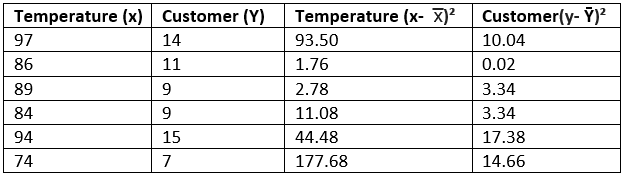 Temperature (x) Customer (Y) Temperature (x- x̅)² Customer(y- Ȳ)²
97 14 93.50 10.04
86 11 1.76 0.02
89 9 2.78 3.34
84 9 11.08 3.34
94 15 44.48 17.38
74 7 177.68 14.66